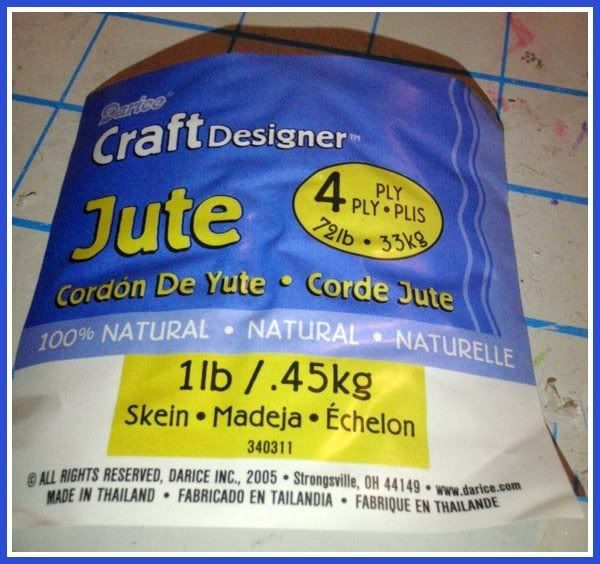 Darice®
Craft Designer™
4 PLY
PLY • PLIS
72lb • 33kg
Jute
Cordón De Yute • Corde Jute
100% NATURAL • NATURAL • NATURELLE
1lb / .45kg
Skein • Madeja • Échelon
340311
© ALL RIGHTS RESERVED, DARICE INC., 2005 • Strongsville, OH 44149 • www.darice.com
MADE IN THAILAND • FABRICADO EN TAILANDIA • FABRIQUE EN THAILANDE